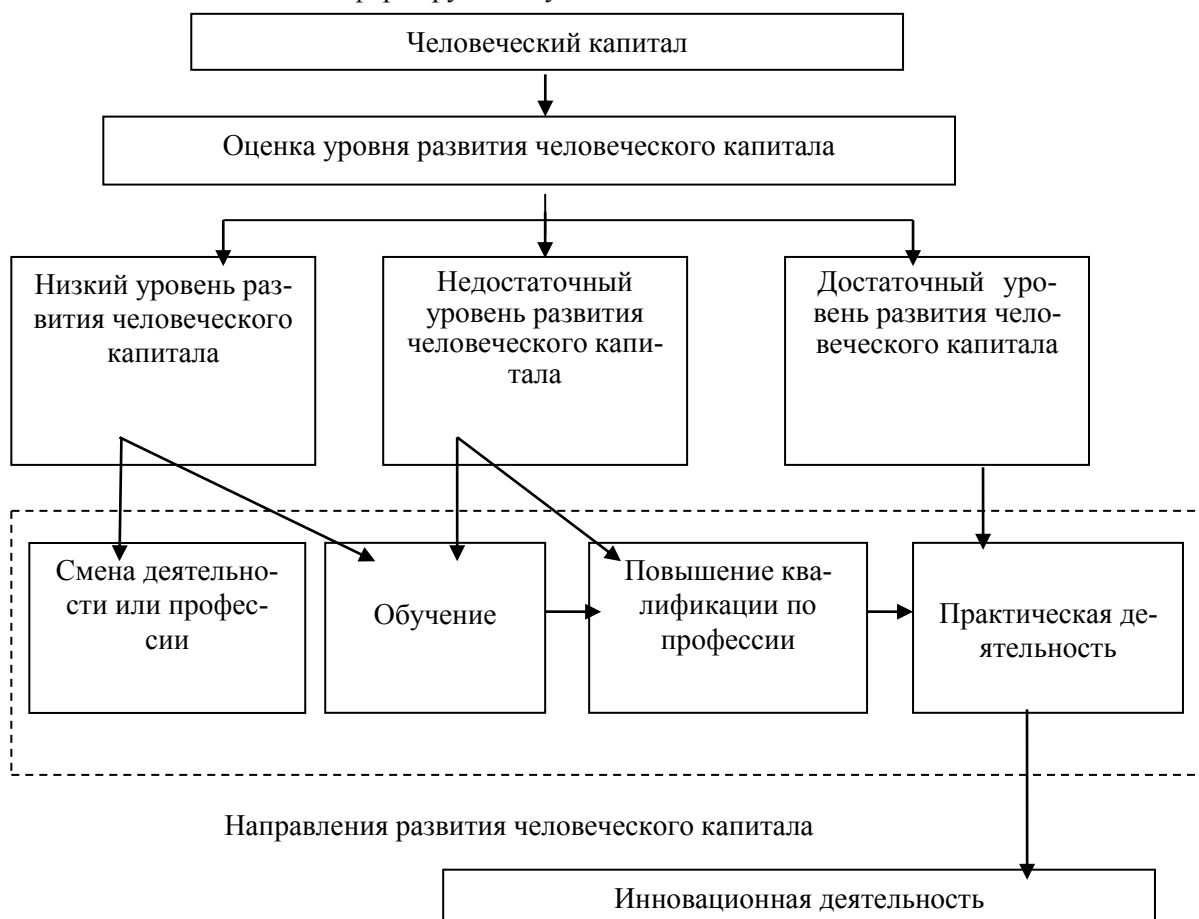 Человеческий капитал
Оценка уровня развития человеческого капитала
Низкий уровень раз-
вития человеческого
капитала
Недостаточный
уровень развития
человеческого капи-
тала
Достаточный уро-
вень развития чело-
веческого капитала
Смена деятельно-
сти или профес-
сии
Обучение
Повышение ква-
лификации по
профессии
Практическая де-
ятельность
Направления развития человеческого капитала
Инновационная деятельность